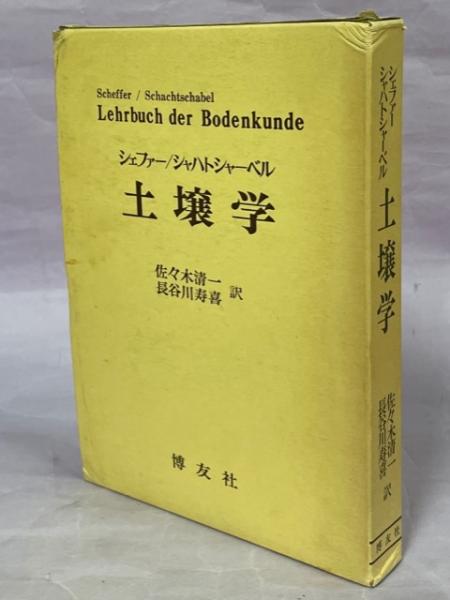 Scheffer / Schachtschabel
Lehrbuch der Bodenkunde
シェファー/シャハトシャーベル
土壌学
佐々木清一
長谷川寿喜 訳
博友社
シェファー
シャハトシャーベル
土壌学
佐々木清一
長谷川寿喜 訳
博友社